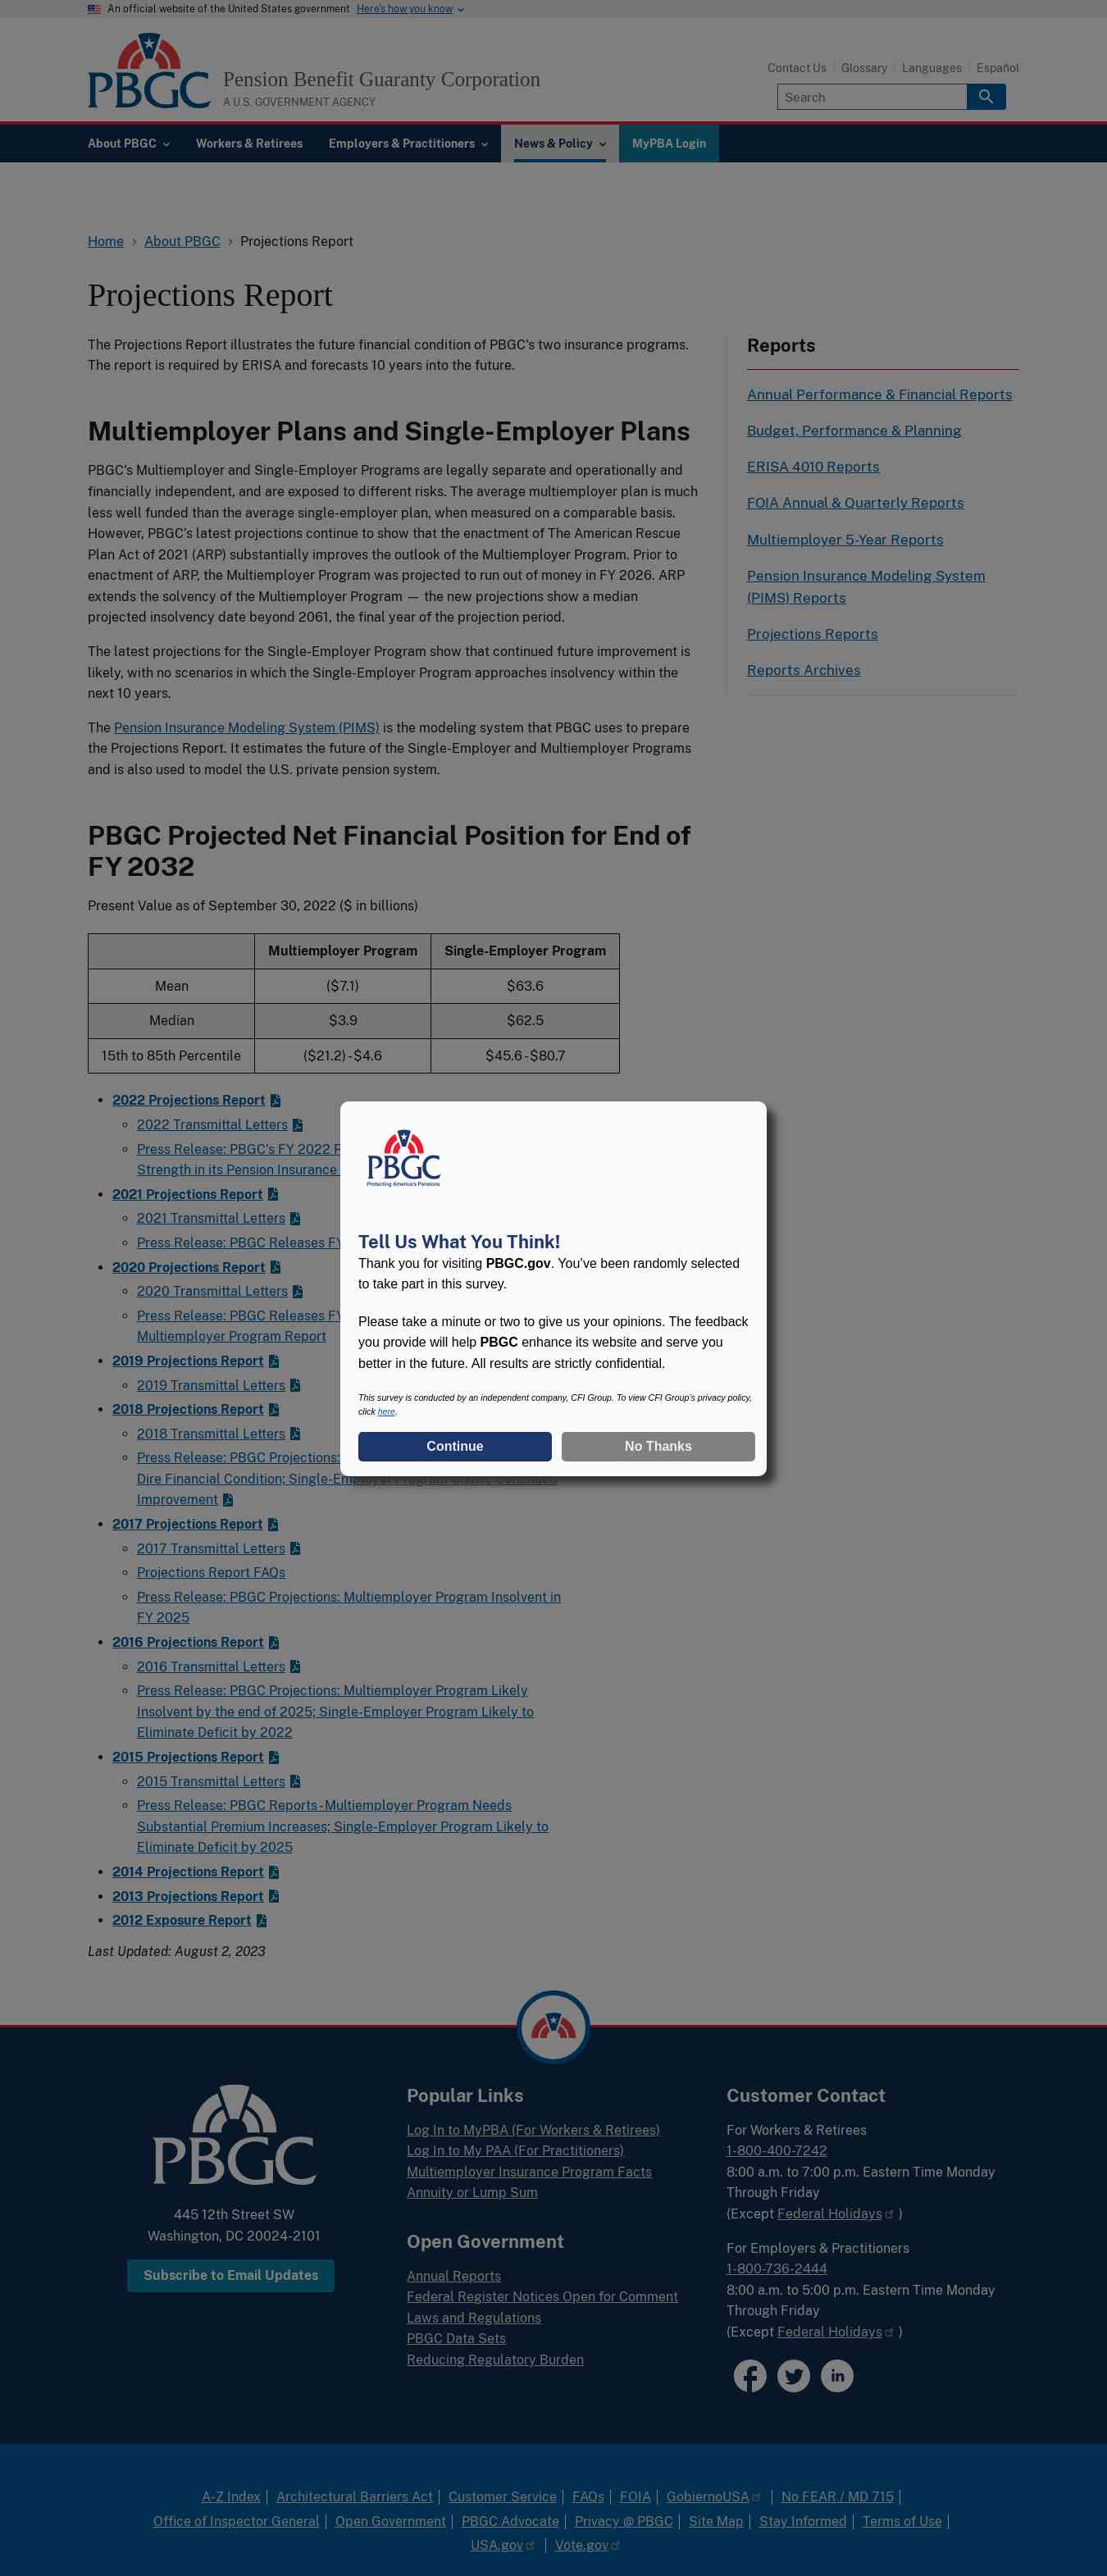 An official website of the United States government Here's how you know
PBGC
Pension Benefit Guaranty Corporation
A U.S. GOVERNMENT AGENCY
Contact Us Glossary Languages Español
Search
About PBGC Workers & Retirees Employers & Practitioners News & Policy MyPBA Login
Home > About PBGC > Projections Report
Projections Report
The Projections Report illustrates the future financial condition of PBGC's two insurance programs.
The report is required by ERISA and forecasts 10 years into the future.
Multiemployer Plans and Single-Employer Plans
PBGC's Multiemployer and Single-Employer Programs are legally separate and operationally and
financially independent, and are exposed to different risks. The average multiemployer plan is much
less well funded than the average single-employer plan, when measured on a comparable basis.
However, PBGC's latest projections continue to show that the enactment of The American Rescue
Plan Act of 2021 (ARP) substantially improves the outlook of the Multiemployer Program. Prior to
enactment of ARP, the Multiemployer Program was projected to run out of money in FY 2026. ARP
extends the solvency of the Multiemployer Program — the new projections show a median
projected insolvency date beyond 2061, the final year of the projection period.
The latest projections for the Single-Employer Program show that continued future improvement is
likely, with no scenarios in which the Single-Employer Program approaches insolvency within the
next 10 years.
The Pension Insurance Modeling System (PIMS) is the modeling system that PBGC uses to prepare
the Projections Report. It estimates the future of the Single-Employer and Multiemployer Programs
and is also used to model the U.S. private pension system.
Reports
Annual Performance & Financial Reports
Budget, Performance & Planning
ERISA 4010 Reports
FOIA Annual & Quarterly Reports
Multiemployer 5-Year Reports
Pension Insurance Modeling System
(PIMS) Reports
Projections Reports
Reports Archives
PBGC Projected Net Financial Position for End of
FY 2032
Present Value as of September 30, 2022 ($ in billions)
Multiemployer Program Single-Employer Program
Mean ($7.1) $63.6
Median $3.9 $62.5
15th to 85th Percentile ($21.2) - $4.6 $45.6 - $80.7
2022 Projections Report
2022 Transmittal Letters
Press Release: PBGC's FY 2022
Strength in its Pension Insurance
2021 Projections Report
2021 Transmittal Letters
Press Release: PBGC Releases FY
2020 Projections Report
2020 Transmittal Letters
Press Release: PBGC Releases FY
Multiemployer Program Report
2019 Projections Report
2019 Transmittal Letters
2018 Projections Report
2018 Transmittal Letters
Press Release: PBGC Projections:
Dire Financial Condition; Single-Employer Program Shows Continued
Improvement
2017 Projections Report
2017 Transmittal Letters
Projections Report FAQs
Press Release: PBGC Projections: Multiemployer Program Insolvent in
FY 2025
2016 Projections Report
2016 Transmittal Letters
Press Release: PBGC Projections: Multiemployer Program Likely
Insolvent by the end of 2025; Single-Employer Program Likely to
Eliminate Deficit by 2022
2015 Projections Report
2015 Transmittal Letters
Press Release: PBGC Reports - Multiemployer Program Needs
Substantial Premium Increases; Single-Employer Program Likely to
Eliminate Deficit by 2025
2014 Projections Report
2013 Projections Report
2012 Exposure Report
Last Updated: August 2, 2023
PBGC
Protecting America's Pensions
Tell Us What You Think!
Thank you for visiting PBGC.gov. You've been randomly selected
to take part in this survey.
Please take a minute or two to give us your opinions. The feedback
you provide will help PBGC enhance its website and serve you
better in the future. All results are strictly confidential.
This survey is conducted by an independent company, CFI Group. To view CFI Group's privacy policy,
click here.
Continue No Thanks
PBGC
445 12th Street SW
Washington, DC 20024-2101
Subscribe to Email Updates
Popular Links
Log In to MyPBA (For Workers & Retirees)
Log In to My PAA (For Practitioners)
Multiemployer Insurance Program Facts
Annuity or Lump Sum
Open Government
Annual Reports
Federal Register Notices Open for Comment
Laws and Regulations
PBGC Data Sets
Reducing Regulatory Burden
Customer Contact
For Workers & Retirees
1-800-400-7242
8:00 a.m. to 7:00 p.m. Eastern Time Monday
Through Friday
(Except Federal Holidays )
For Employers & Practitioners
1-800-736-2444
8:00 a.m. to 5:00 p.m. Eastern Time Monday
Through Friday
(Except Federal Holidays )
in
A-Z Index | Architectural Barriers Act | Customer Service | FAQs | FOIA | GobiernoUSA | No FEAR / MD 715 |
Office of Inspector General | Open Government | PBGC Advocate | Privacy @ PBGC | Site Map | Stay Informed | Terms of Use |
USA.gov | Vote.gov